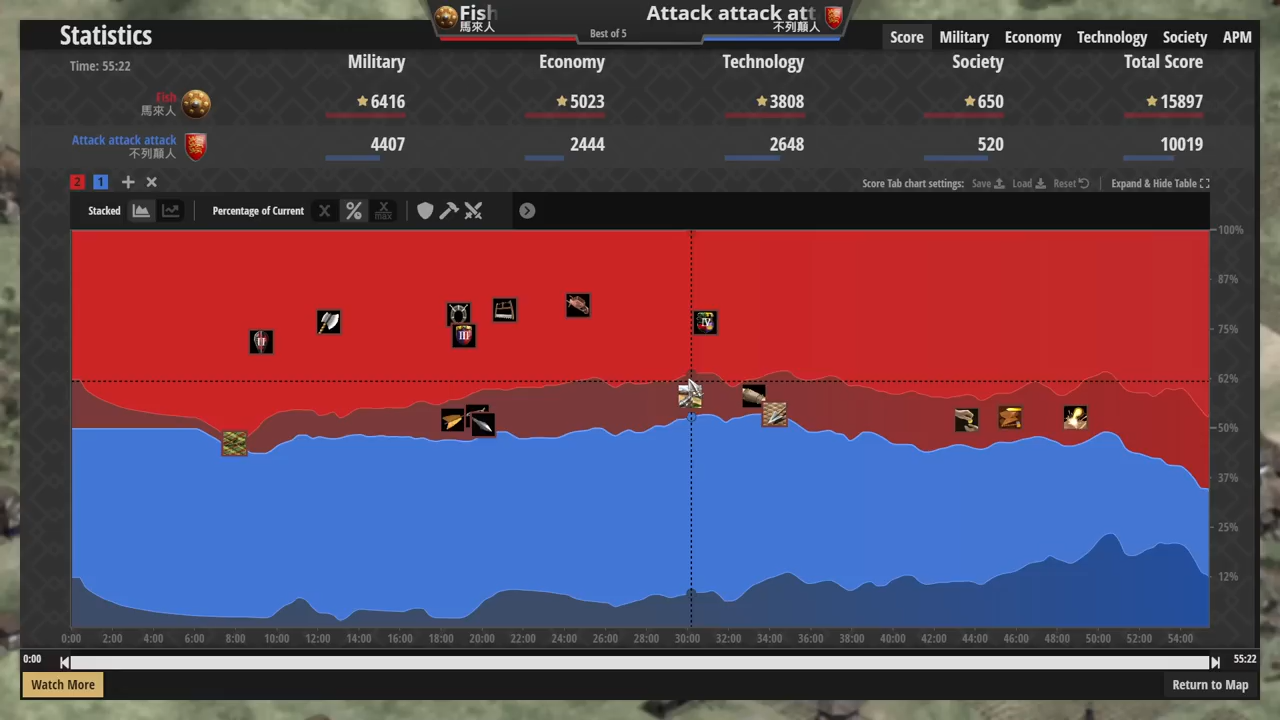 Fish
馬來人
Best of 5
Attack attack att
不列顛人
Statistics
Score Military Economy Technology Society APM
Time: 55:22
Military Economy Technology Society Total Score
Fish
馬來人
6416 5023 3808 650 15897
Attack attack attack
不列顛人
4407 2444 2648 520 10019
2 1
Score Tab chart settings: Save Load Reset Expand & Hide Table
Stacked Percentage of Current X % X/max
100%
87%
75%
62%
50%
37%
25%
12%
II
III
IV
0:00 2:00 4:00 6:00 8:00 10:00 12:00 14:00 16:00 18:00 20:00 22:00 24:00 26:00 28:00 30:00 32:00 34:00 36:00 38:00 40:00 42:00 44:00 46:00 48:00 50:00 52:00 54:00
0:00 55:22
Watch More Return to Map